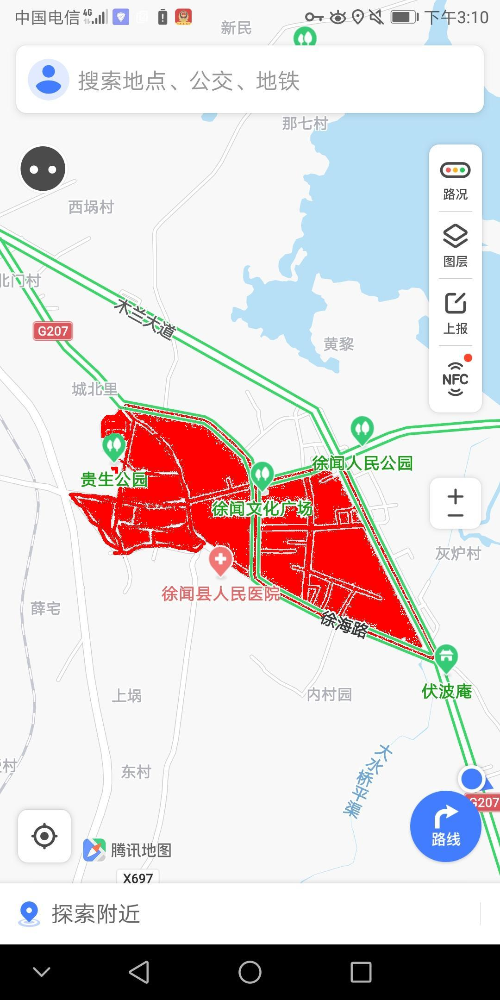 中国电信 4G 下午3:10
新民
搜索地点、公交、地铁
那七村
路况
西埚村
图层
北门村
木兰大道
上报
G207
黄黎
NFC
城北里
徐闻人民公园
贵生公园
徐闻文化广场
灰炉村
徐闻县人民医院
薛宅
徐海路
伏波庵
上埚
内村园
大水桥平渠
村
东村
G207
路线
腾讯地图
X697
探索附近